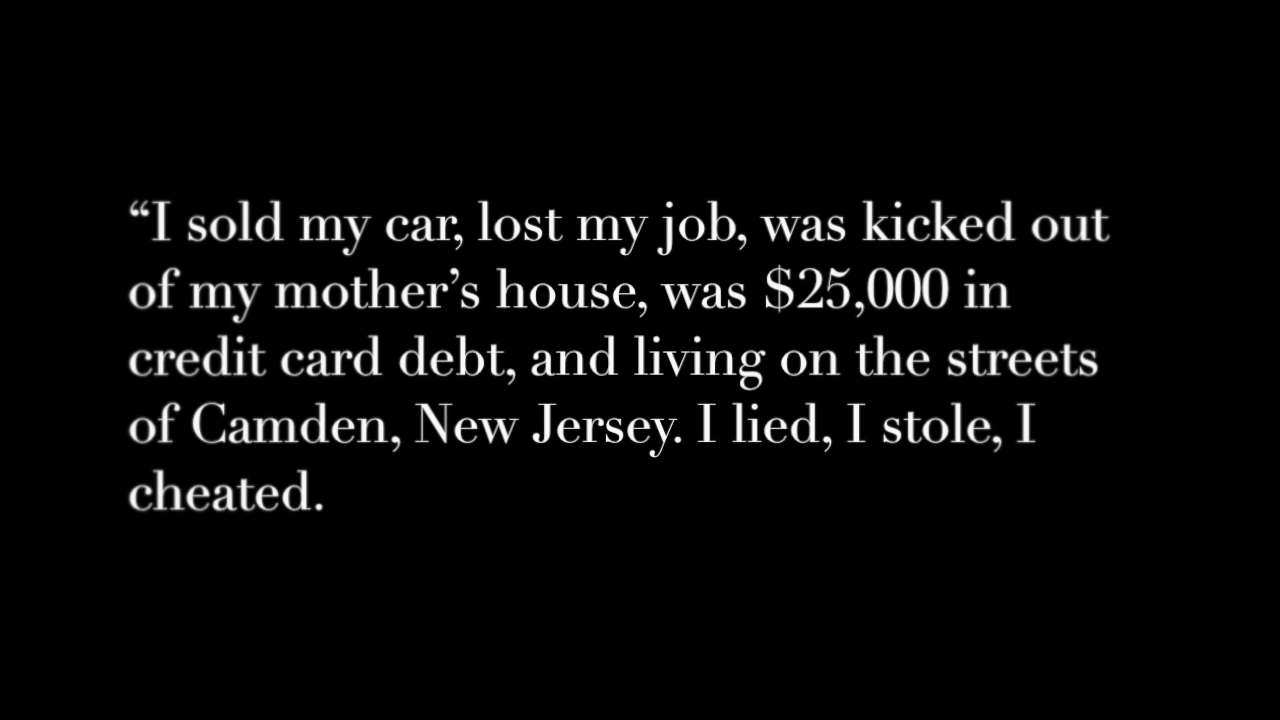 “I sold my car, lost my job, was kicked out
of my mother’s house, was $25,000 in
credit card debt, and living on the streets
of Camden, New Jersey. I lied, I stole, I
cheated.